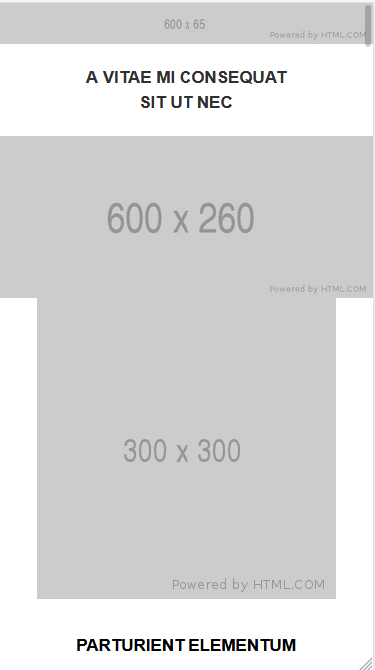 600 x 65
Powered by HTML.COM
A VITAE MI CONSEQUAT
SIT UT NEC
600 x 260
Powered by HTML.COM
300 x 300
Powered by HTML.COM
PARTURIENT ELEMENTUM